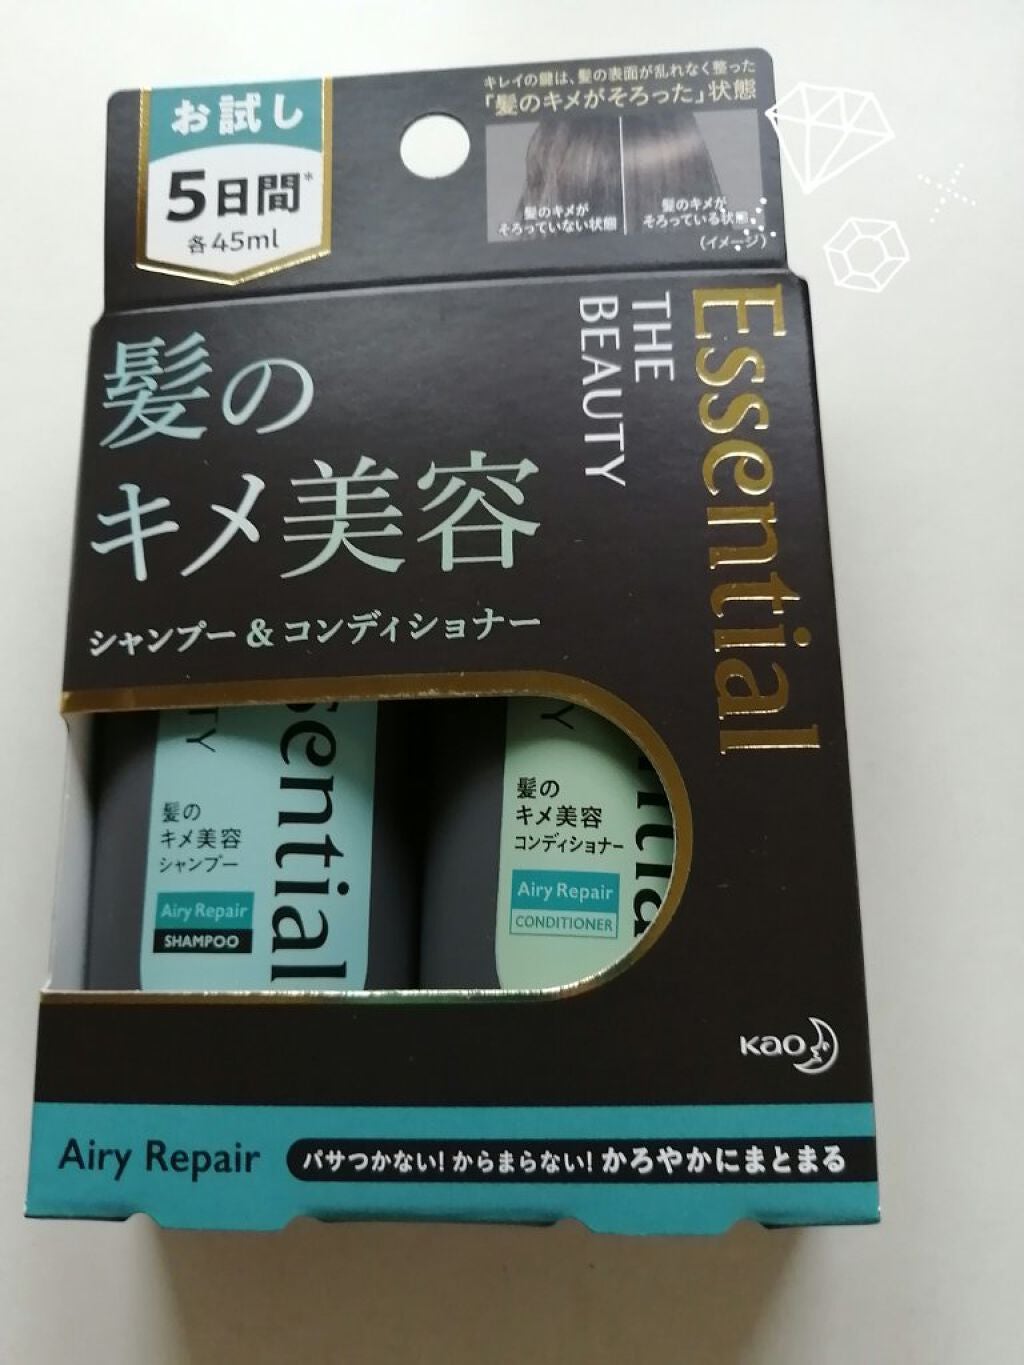 お試し
5日間*
各45ml
キレイの鍵は、髪の表面が乱れなく整った
「髪のキメがそろった」状態
髪のキメが
そろっていない状態
髪のキメが
そろっている状態
(イメージ)
Essential
THE
BEAUTY
髪の
キメ美容
シャンプー&コンディショナー
TY
sential
髪の
キメ美容
シャンプー
Airy Repair
SHAMPOO
Y
ntia
髪の
キメ美容
コンディショナー
Airy Repair
CONDITIONER
Kao
Airy Repair
パサつかない!からまらない!かろやかにまとまる